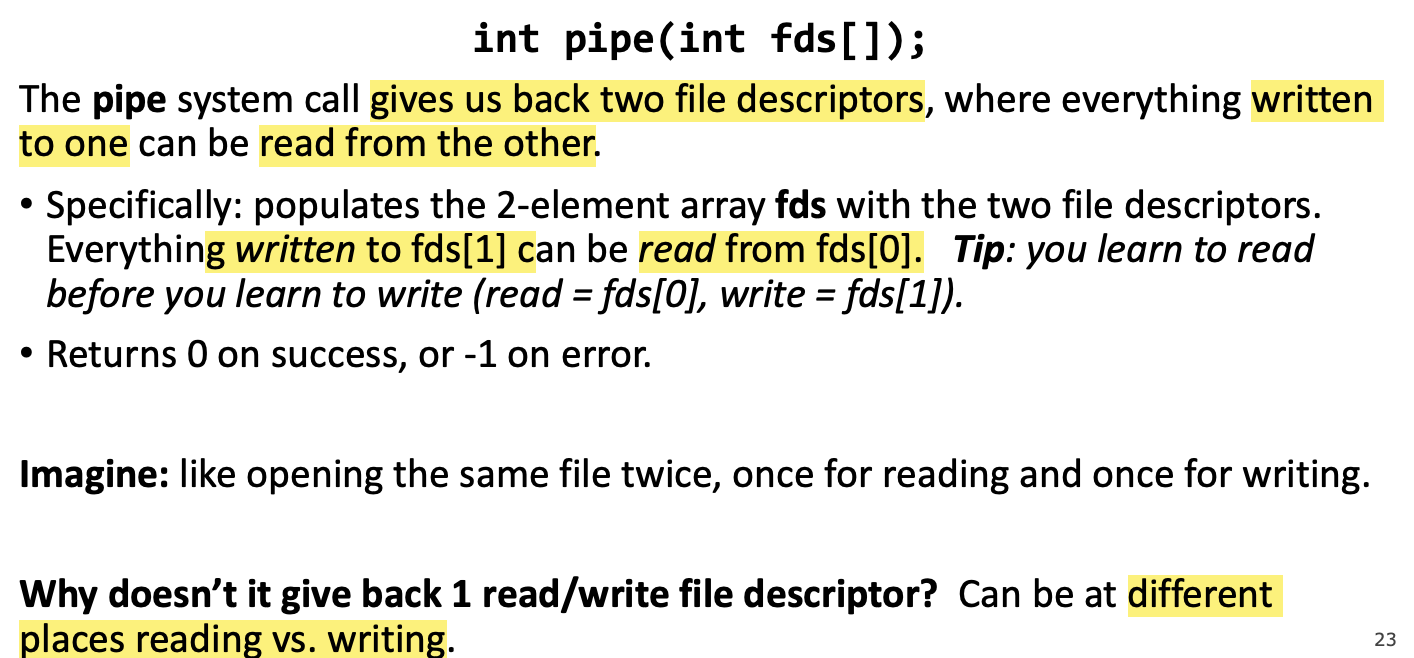 int pipe(int fds[]);
The pipe system call gives us back two file descriptors, where everything written
to one can be read from the other.
• Specifically: populates the 2-element array fds with the two file descriptors.
Everything written to fds[1] can be read from fds[0]. Tip: you learn to read
before you learn to write (read = fds[0], write = fds[1]).
• Returns 0 on success, or -1 on error.
Imagine: like opening the same file twice, once for reading and once for writing.
Why doesn’t it give back 1 read/write file descriptor? Can be at different
places reading vs. writing.
23